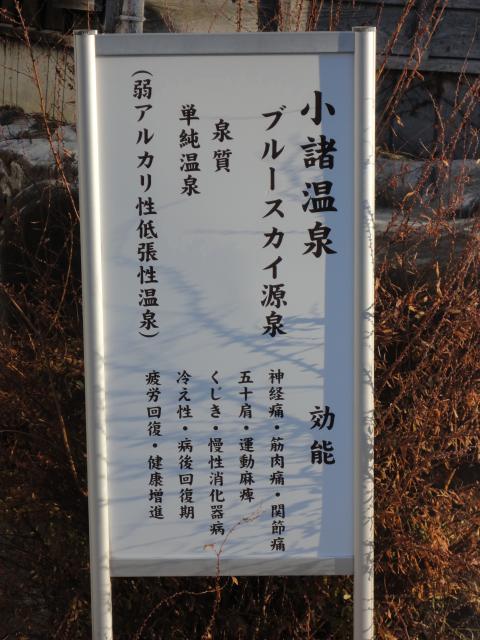 小諸温泉
ブルースカイ源泉
泉質
単純温泉
(弱アルカリ性低張性温泉)
効能
神経痛・筋肉痛・関節痛
五十肩・運動麻痺
くじき・慢性消化器病
冷え性・病後回復期
疲労回復・健康増進